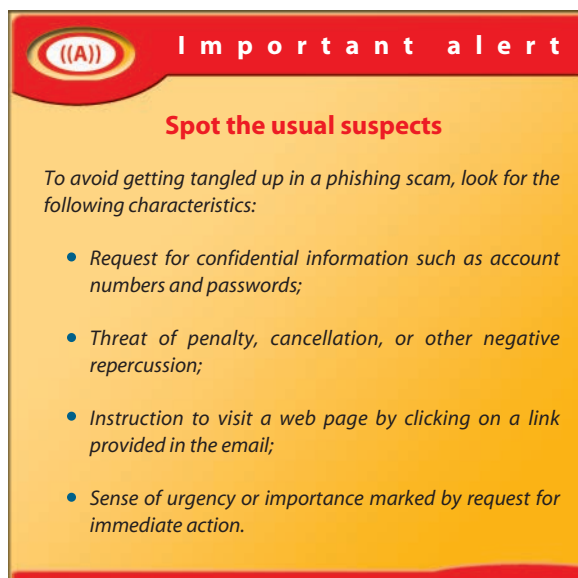 ((A))
Important alert
Spot the usual suspects
To avoid getting tangled up in a phishing scam, look for the
following characteristics:
• Request for confidential information such as account
numbers and passwords;
• Threat of penalty, cancellation, or other negative
repercussion;
• Instruction to visit a web page by clicking on a link
provided in the email;
• Sense of urgency or importance marked by request for
immediate action.